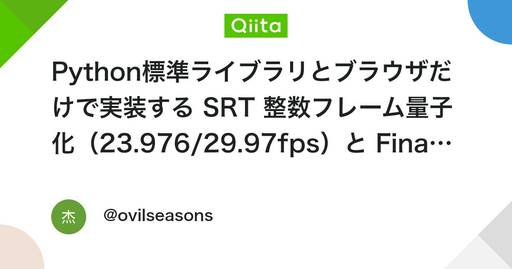 Qiita
Python標準ライブラリとブラウザだ
けで実装する SRT 整数フレーム量子
化（23.976/29.97fps）と Fina…
杰
@ovilseasons